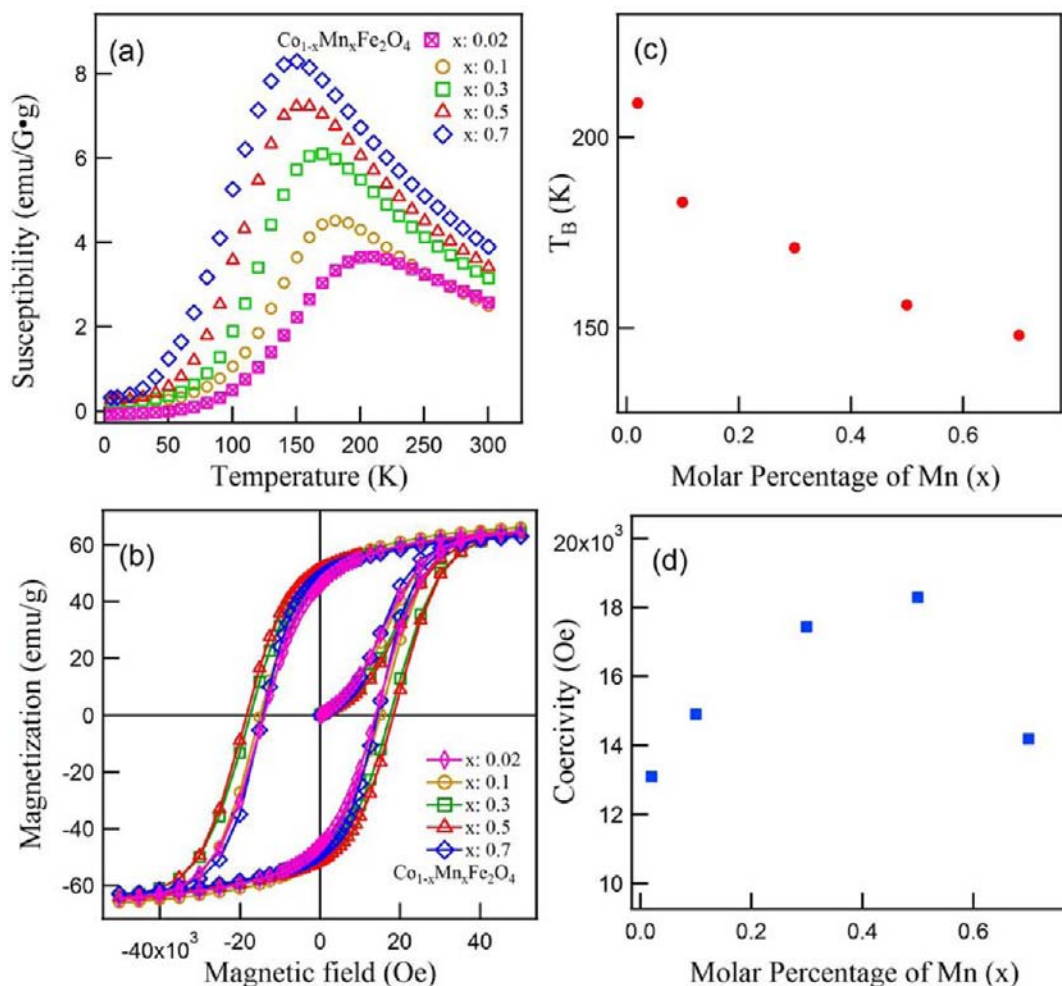 (a)
Co1-xMnxFe2O4
x: 0.02
x: 0.1
x: 0.3
x: 0.5
x: 0.7
8
6
4
2
0
Susceptibility (emu/G•g)
0 50 100 150 200 250 300
Temperature (K)
(c)
200
150
TB (K)
0.0 0.2 0.4 0.6
Molar Percentage of Mn (x)
(b)
60
40
20
0
-20
-40
-60
Magnetization (emu/g)
x: 0.02
x: 0.1
x: 0.3
x: 0.5
x: 0.7
Co1-xMnxFe2O4
-40x10³ -20 0 20 40
Magnetic field (Oe)
(d)
20x10³
18
16
14
12
10
Coercivity (Oe)
0.0 0.2 0.4 0.6
Molar Percentage of Mn (x)